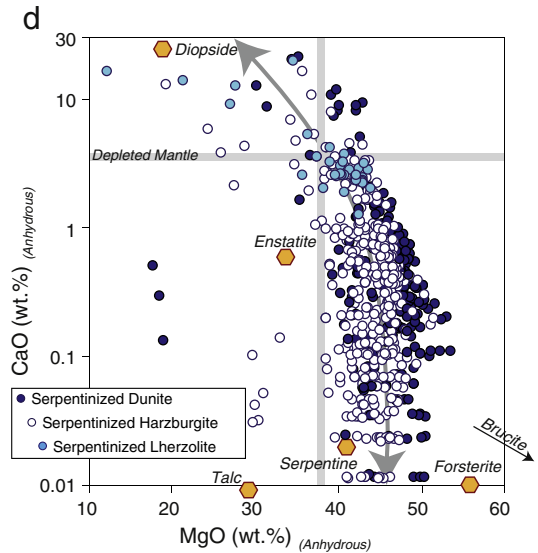 d
30
Diopside
10
Depleted Mantle
1
Enstatite
CaO (wt.%) (Anhydrous)
0.1
Serpentinized Dunite
Serpentinized Harzburgite
Serpentinized Lherzolite
Brucite
Serpentine
Forsterite
Talc
0.01
10 20 30 40 50 60
MgO (wt.%) (Anhydrous)